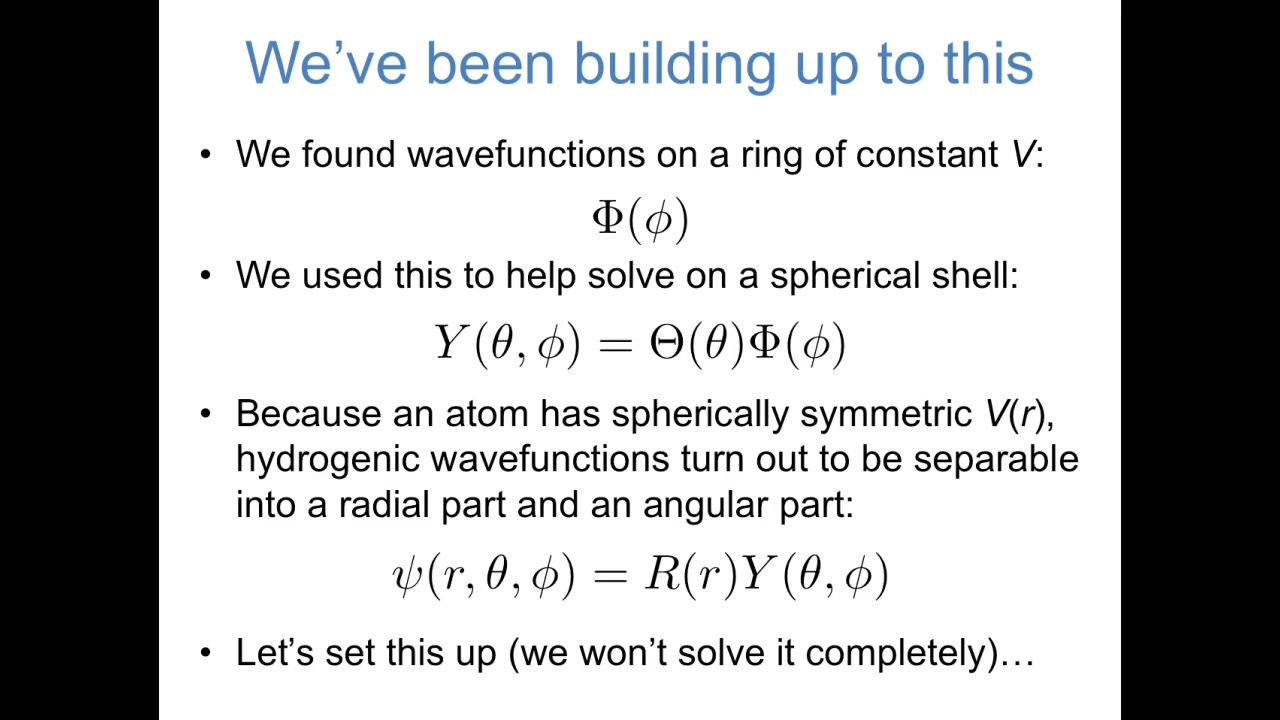 We've been building up to this
• We found wavefunctions on a ring of constant V:
Φ(ϕ)
• We used this to help solve on a spherical shell:
Y(θ, ϕ) = Θ(θ)Φ(ϕ)
• Because an atom has spherically symmetric V(r),
hydrogenic wavefunctions turn out to be separable
into a radial part and an angular part:
ψ(r, θ, ϕ) = R(r)Y(θ, ϕ)
• Let's set this up (we won't solve it completely)…